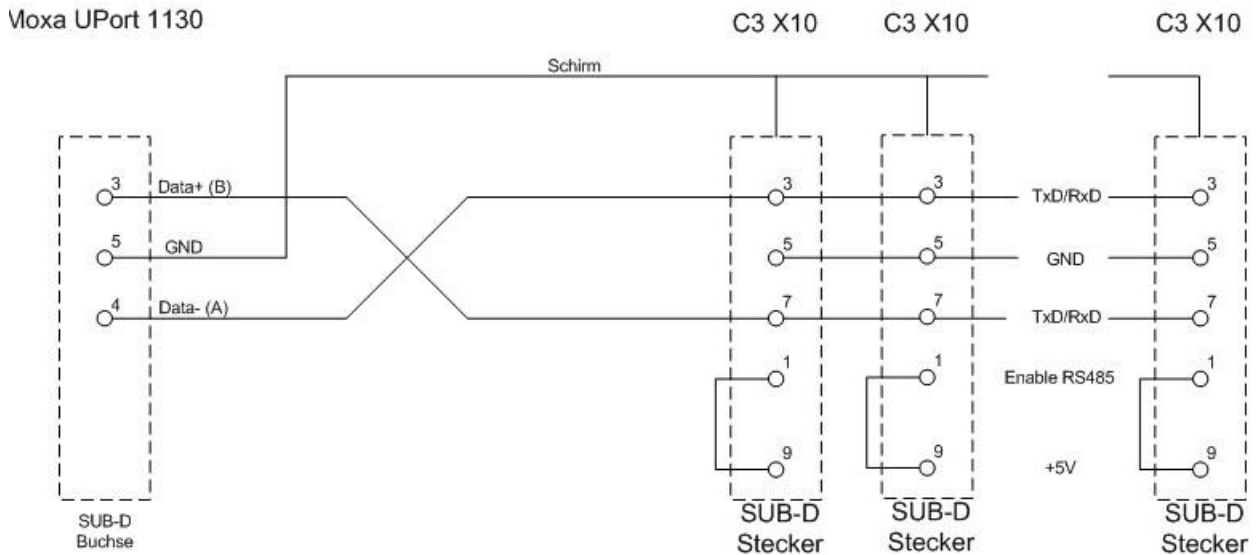 Moxa UPort 1130
C3 X10
C3 X10
C3 X10
Schirm
3
Data+ (B)
3
3
TxD/RxD
3
5
GND
5
5
GND
5
4
Data- (A)
7
7
TxD/RxD
7
1
1
Enable RS485
1
9
9
+5V
9
SUB-D
Buchse
SUB-D
Stecker
SUB-D
Stecker
SUB-D
Stecker